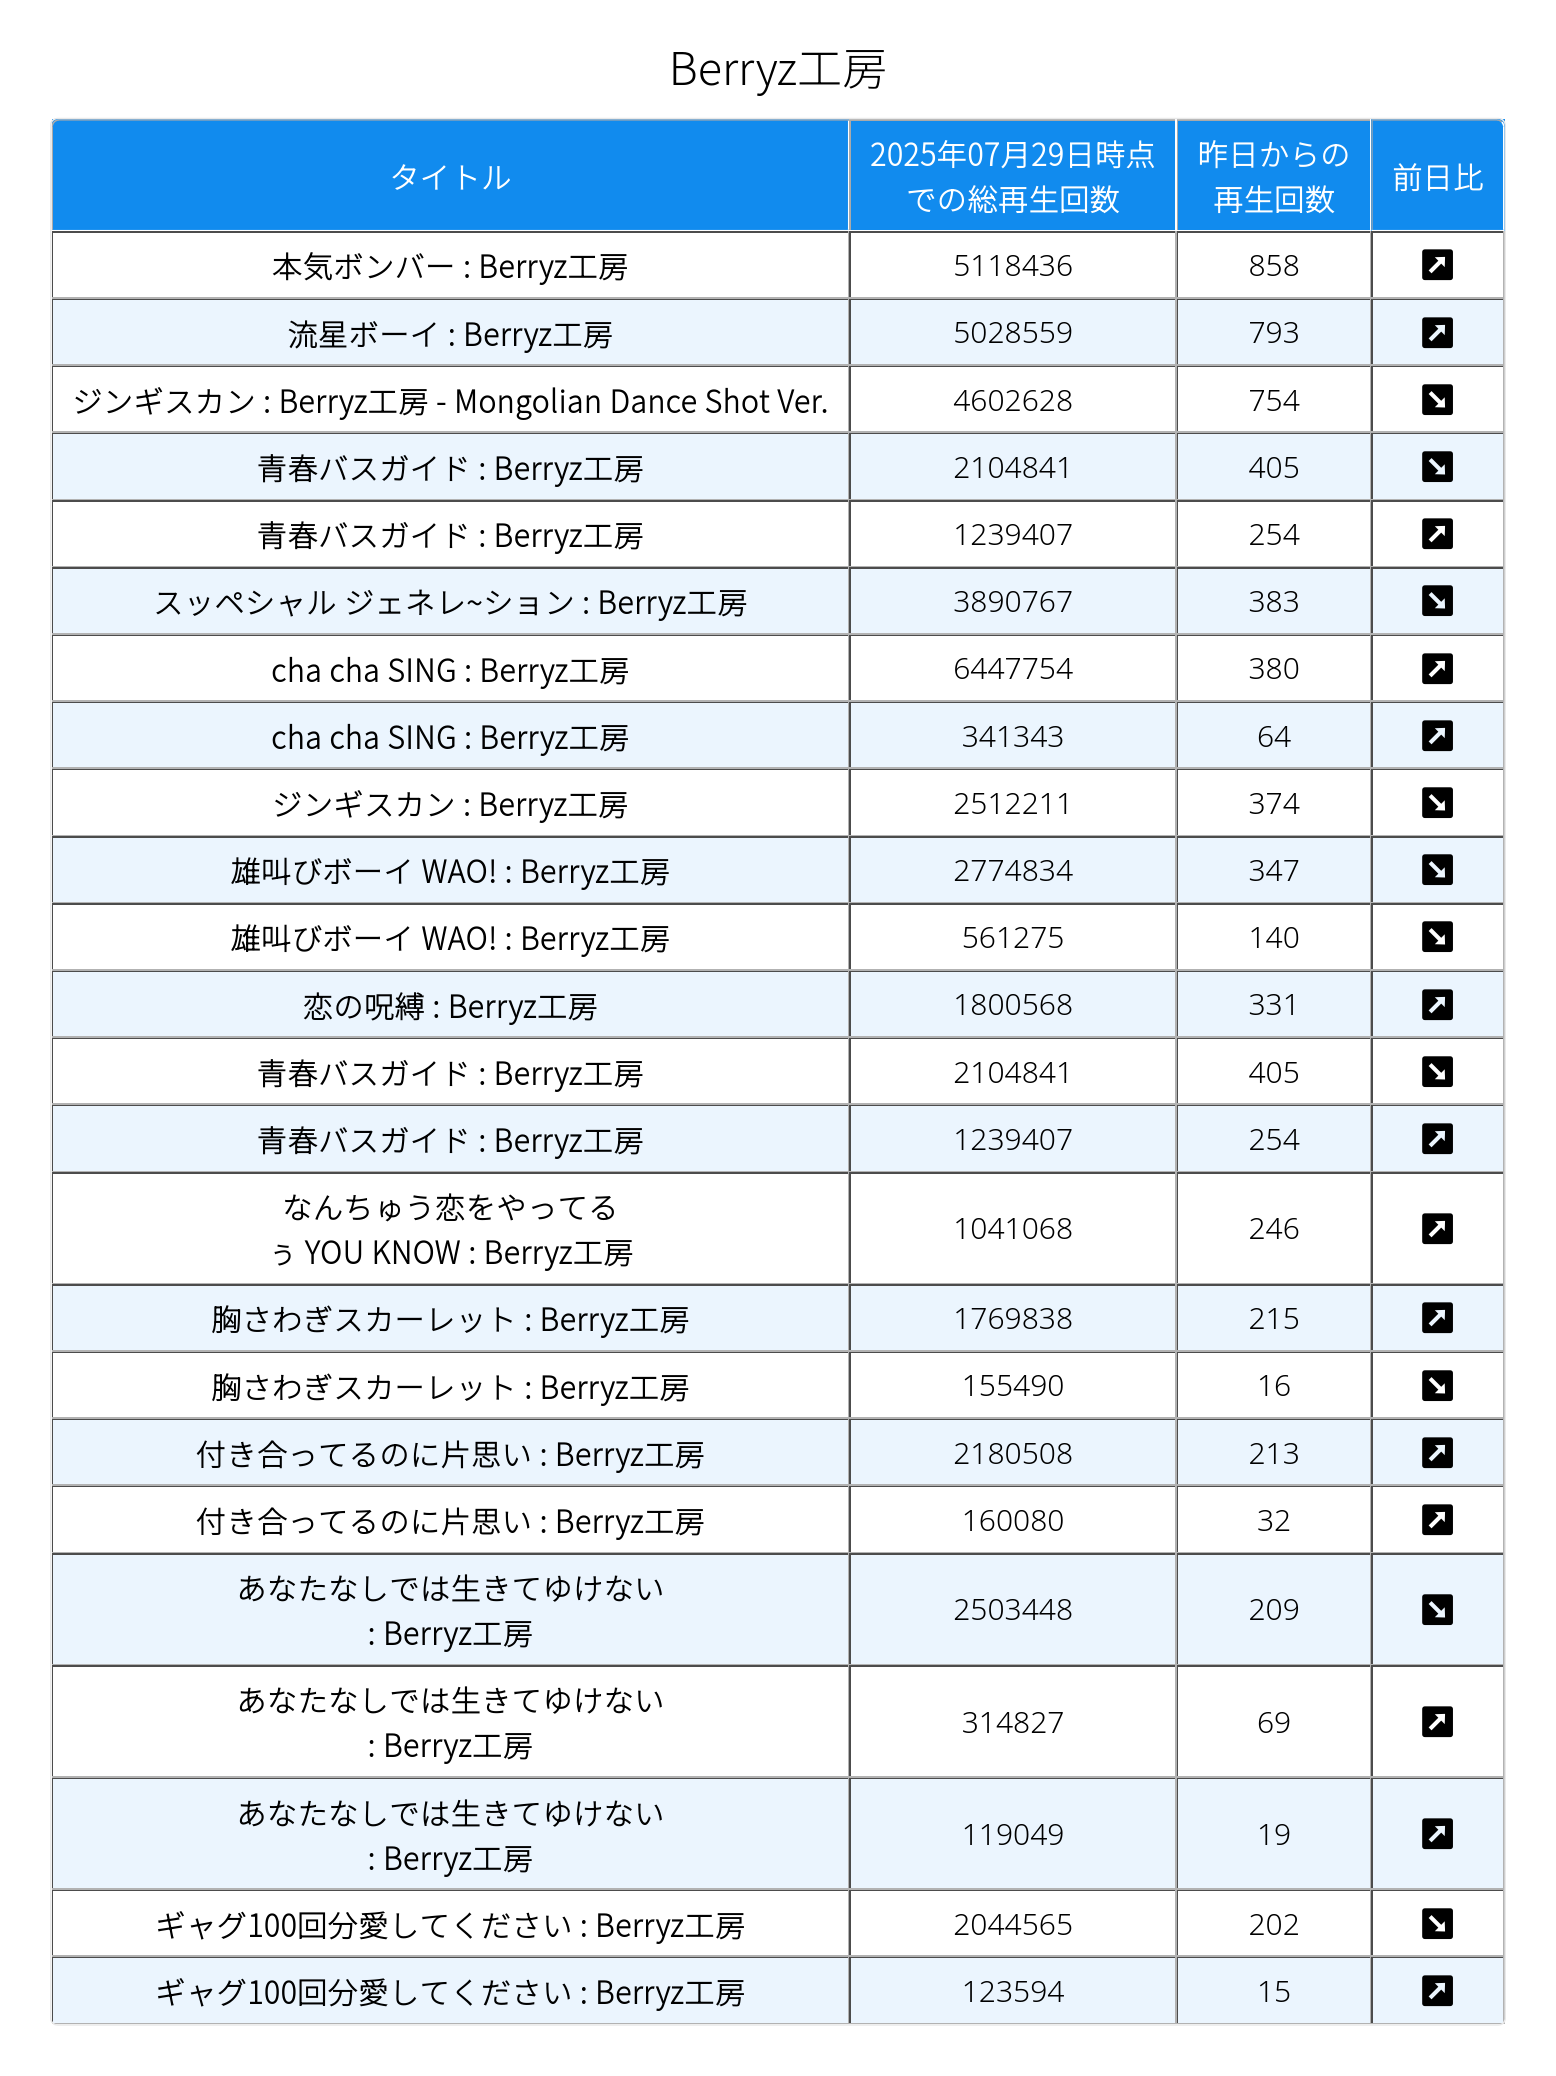 Berryz工房
タイトル
2025年07月29日時点
での総再生回数
昨日からの
再生回数
前日比
本気ボンバー : Berryz工房 5118436 858
流星ボーイ : Berryz工房 5028559 793
ジンギスカン : Berryz工房 - Mongolian Dance Shot Ver. 4602628 754
青春バスガイド : Berryz工房 2104841 405
青春バスガイド : Berryz工房 1239407 254
スッペシャル ジェネレ~ション : Berryz工房 3890767 383
cha cha SING : Berryz工房 6447754 380
cha cha SING : Berryz工房 341343 64
ジンギスカン : Berryz工房 2512211 374
雄叫びボーイ WAO! : Berryz工房 2774834 347
雄叫びボーイ WAO! : Berryz工房 561275 140
恋の呪縛 : Berryz工房 1800568 331
青春バスガイド : Berryz工房 2104841 405
青春バスガイド : Berryz工房 1239407 254
なんちゅう恋をやってる
ぅ YOU KNOW : Berryz工房 1041068 246
胸さわぎスカーレット : Berryz工房 1769838 215
胸さわぎスカーレット : Berryz工房 155490 16
付き合ってるのに片思い : Berryz工房 2180508 213
付き合ってるのに片思い : Berryz工房 160080 32
あなたなしでは生きてゆけない
: Berryz工房 2503448 209
あなたなしでは生きてゆけない
: Berryz工房 314827 69
あなたなしでは生きてゆけない
: Berryz工房 119049 19
ギャグ100回分愛してください : Berryz工房 2044565 202
ギャグ100回分愛してください : Berryz工房 123594 15